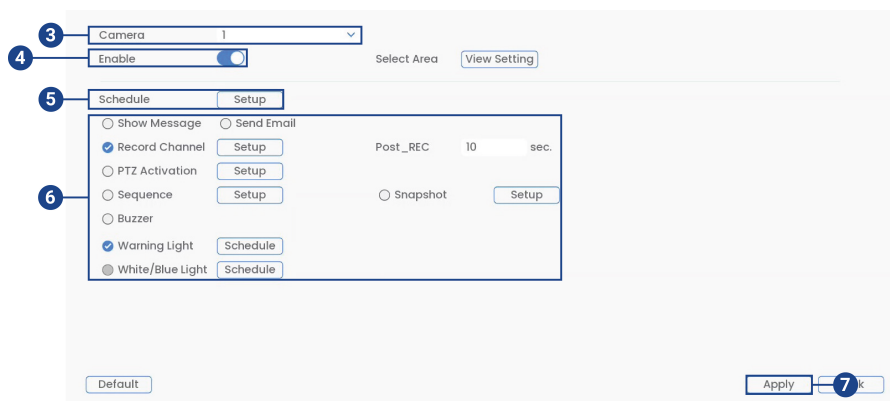 3 Camera 1
4 Enable Select Area View Setting
5 Schedule Setup
Show Message Send Email
Record Channel Setup Post_REC 10 sec.
PTZ Activation Setup
6 Sequence Setup Snapshot Setup
Buzzer
Warning Light Schedule
White/Blue Light Schedule
Default Apply 7